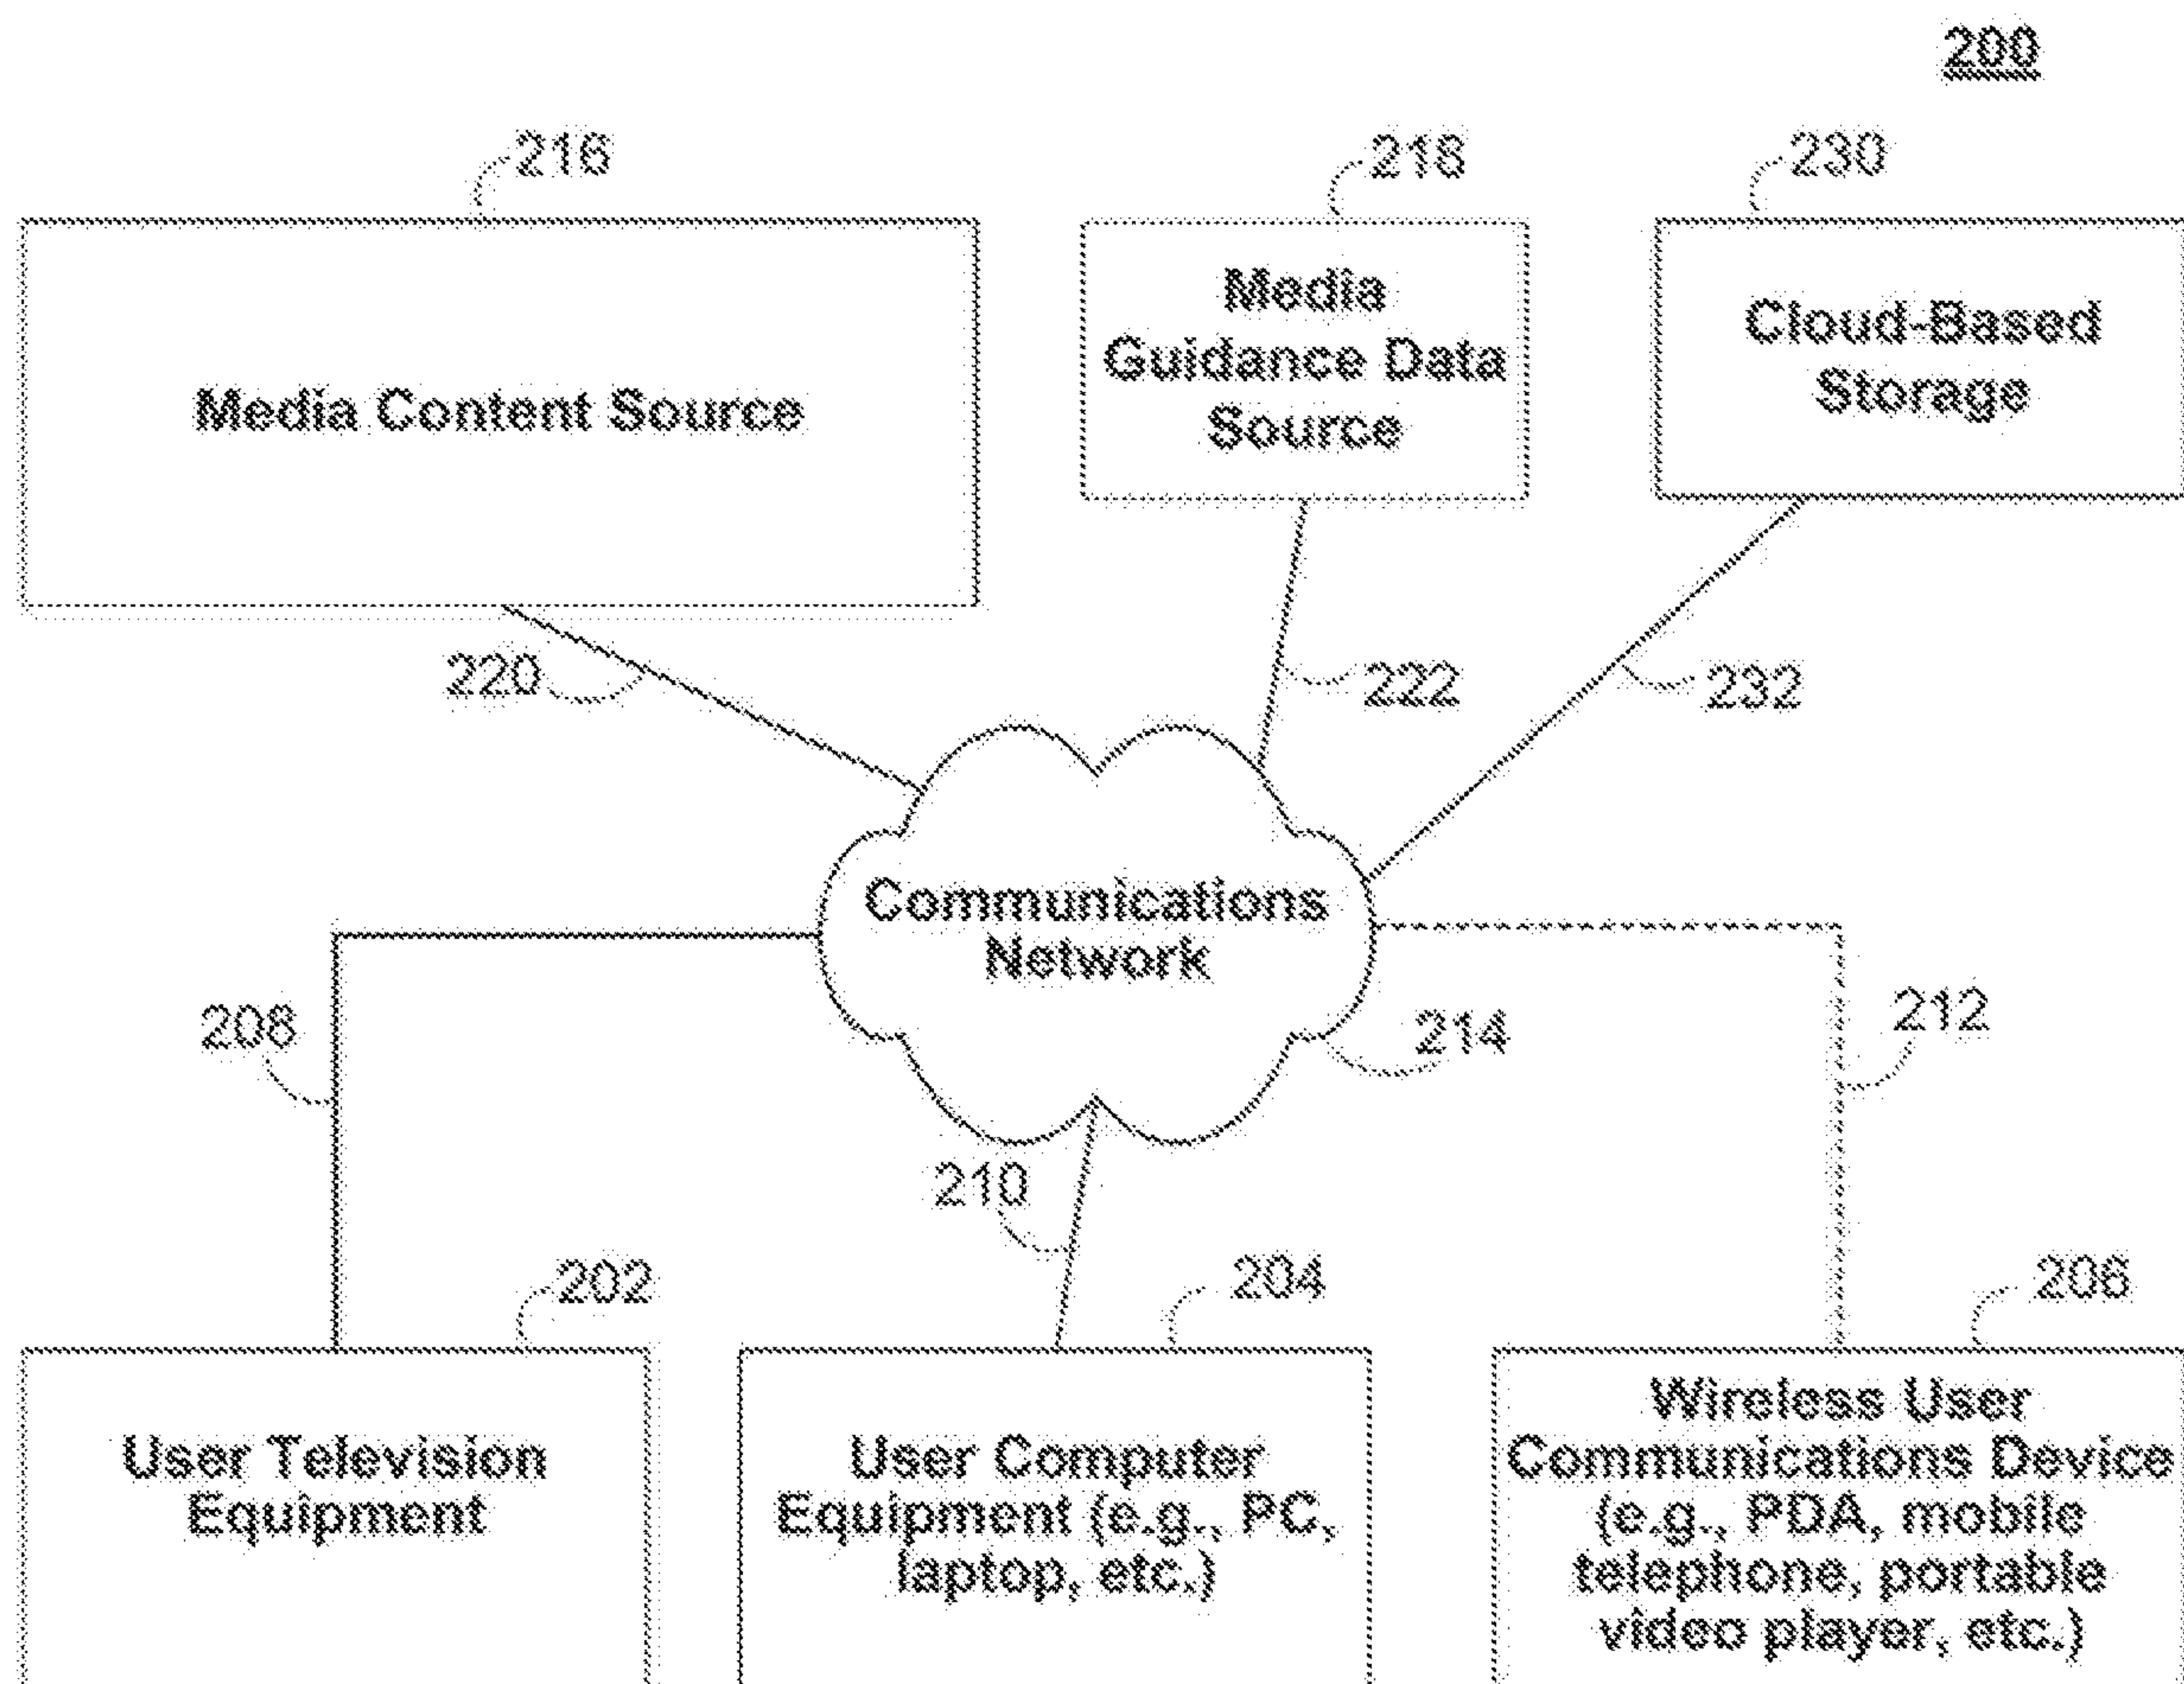 200
216
218
230
Media Content Source
Media
Guidance Data
Source
Cloud-Based
Storage
220
222
232
Communications
Network
208
214
212
210
202
204
206
User Television
Equipment
User Computer
Equipment (e.g., PC,
laptop, etc.)
Wireless User
Communications Device
(e.g., PDA, mobile
telephone, portable
video player, etc.)